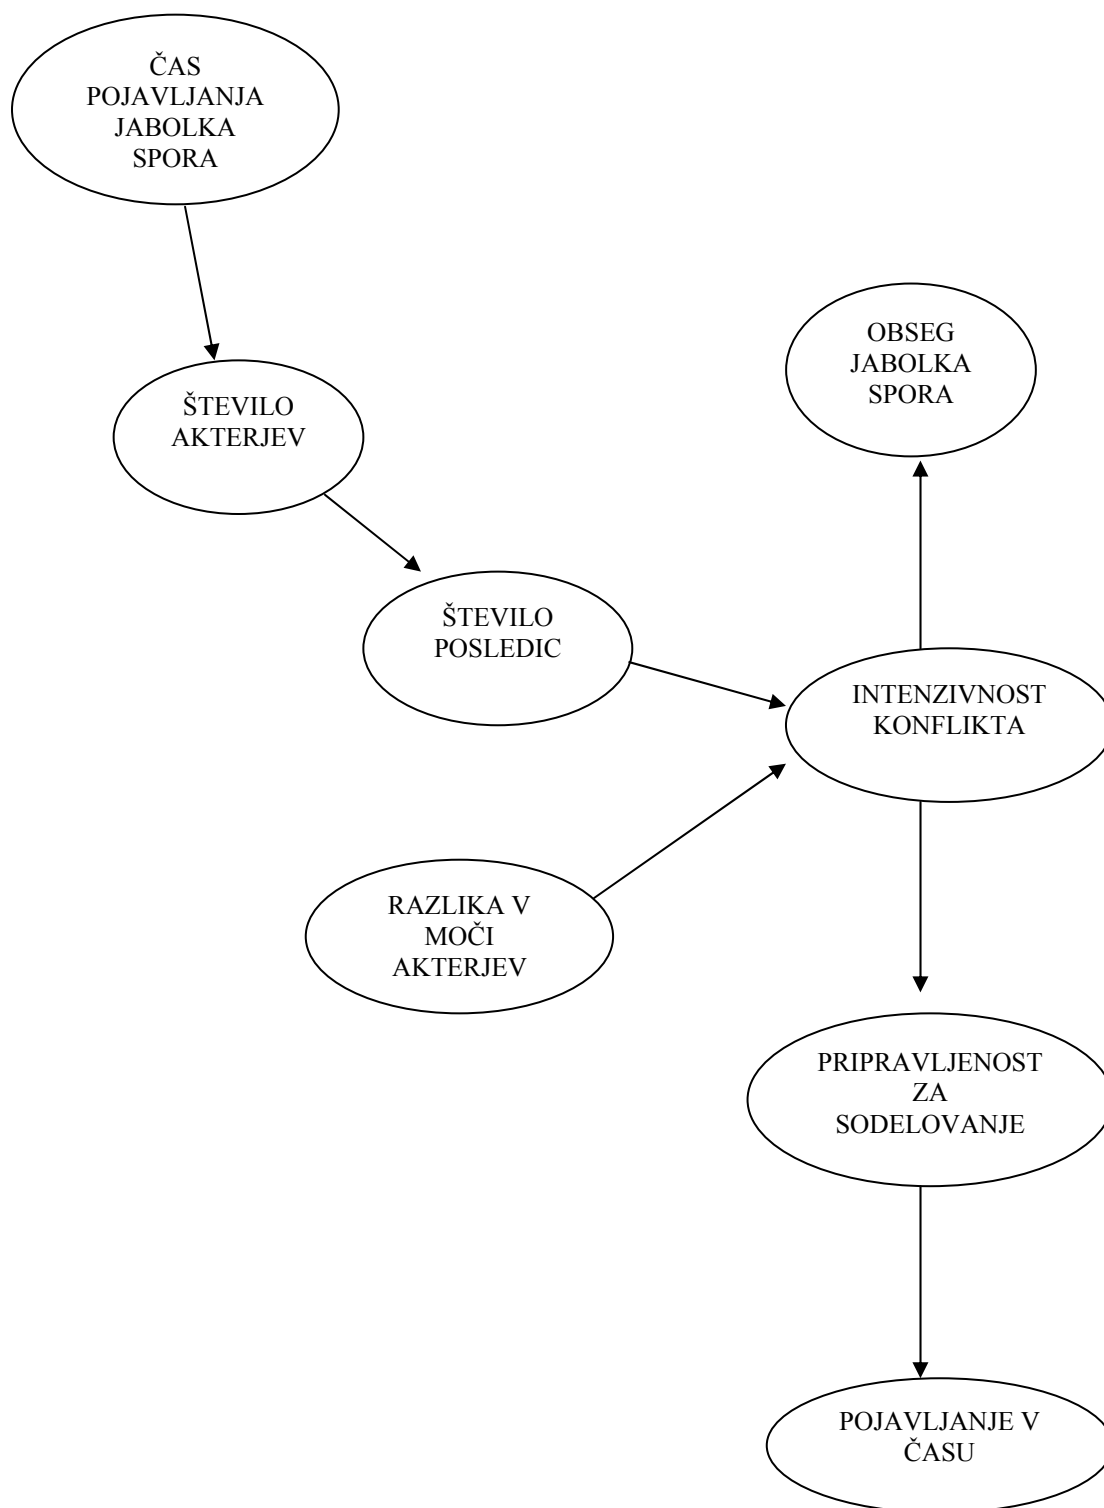 ČAS
POJAVLJANJA
JABOLKA
SPORA
OBSEG
JABOLKA
SPORA
ŠTEVILO
AKTERJEV
ŠTEVILO
POSLEDIC
INTENZIVNOST
KONFLIKTA
RAZLIKA V
MOČI
AKTERJEV
PRIPRAVLJENOST
ZA
SODELOVANJE
POJAVLJANJE V
ČASU